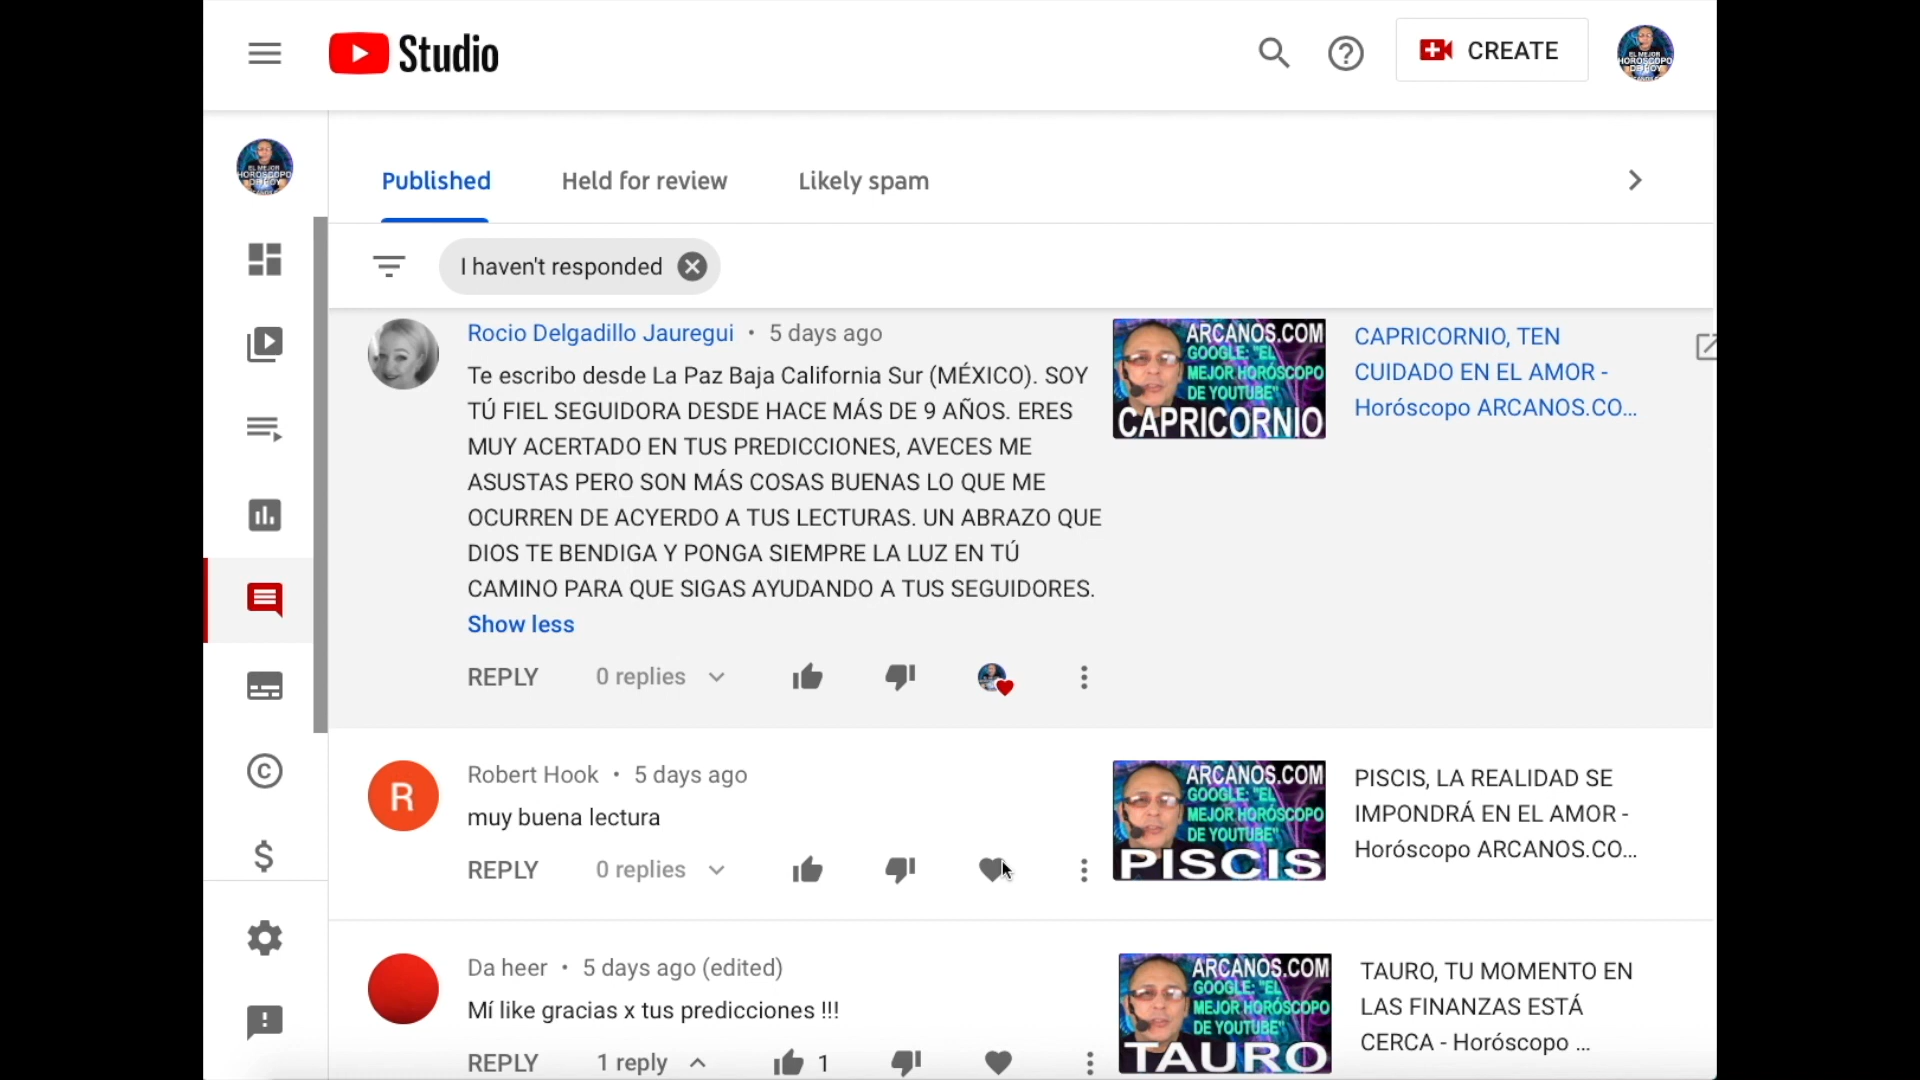 Studio
CREATE
Published
Held for review
Likely spam
I haven't responded
Rocio Delgadillo Jauregui • 5 days ago
Te escribo desde La Paz Baja California Sur (MÉXICO). SOY
TÚ FIEL SEGUIDORA DESDE HACE MÁS DE 9 AÑOS. ERES
MUY ACERTADO EN TUS PREDICCIONES, AVECES ME
ASUSTAS PERO SON MÁS COSAS BUENAS LO QUE ME
OCURREN DE ACYERDO A TUS LECTURAS. UN ABRAZO QUE
DIOS TE BENDIGA Y PONGA SIEMPRE LA LUZ EN TÚ
CAMINO PARA QUE SIGAS AYUDANDO A TUS SEGUIDORES.
Show less
REPLY
0 replies
ARCANOS.COM
GOOGLE: "EL
MEJOR HORÓSCOPO
DE YOUTUBE"
CAPRICORNIO
CAPRICORNIO, TEN
CUIDADO EN EL AMOR -
Horóscopo ARCANOS.CO...
R
Robert Hook • 5 days ago
muy buena lectura
REPLY
0 replies
ARCANOS.COM
GOOGLE: "EL
MEJOR HORÓSCOPO
DE YOUTUBE"
PISCIS
PISCIS, LA REALIDAD SE
IMPONDRÁ EN EL AMOR -
Horóscopo ARCANOS.CO...
Da heer • 5 days ago (edited)
Mí like gracias x tus predicciones !!!
REPLY
1 reply
1
ARCANOS.COM
GOOGLE: "EL
MEJOR HORÓSCOPO
DE YOUTUBE"
TAURO
TAURO, TU MOMENTO EN
LAS FINANZAS ESTÁ
CERCA - Horóscopo ...